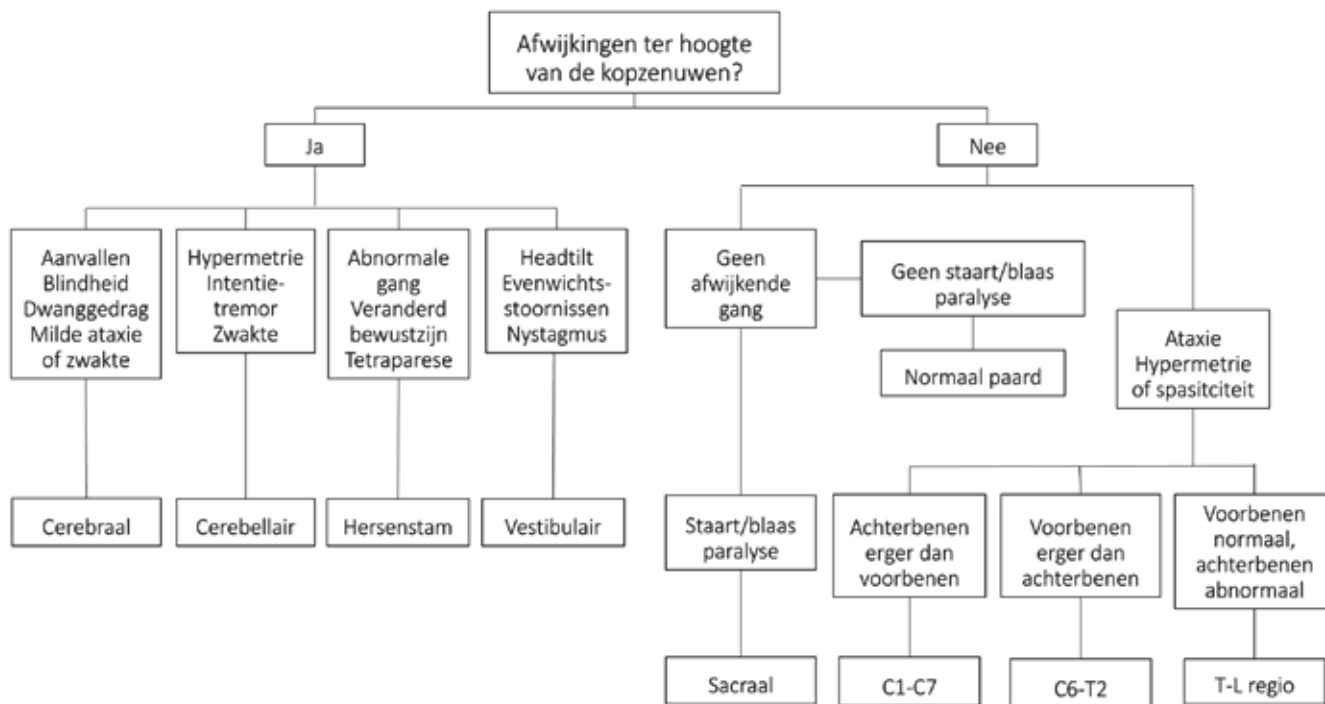 Afwijkingen ter hoogte
van de kopzenuwen?
Ja
Nee
Aanvallen
Blindheid
Dwanggedrag
Milde ataxie
of zwakte
Hypermetrie
Intentie-
tremor
Zwakte
Abnormale
gang
Veranderd
bewustzijn
Tetraparese
Headtilt
Evenwichts-
stoornissen
Nystagmus
Geen
afwijkende
gang
Geen staart/blaas
paralyse
Normaal paard
Ataxie
Hypermetrie
of spasitciteit
Cerebraal
Cerebellair
Hersenstam
Vestibulair
Staart/blaas
paralyse
Achterbenen
erger dan
voorbenen
Voorbenen
erger dan
achterbenen
Voorbenen
normaal,
achterbenen
abnormaal
Sacraal
C1-C7
C6-T2
T-L regio